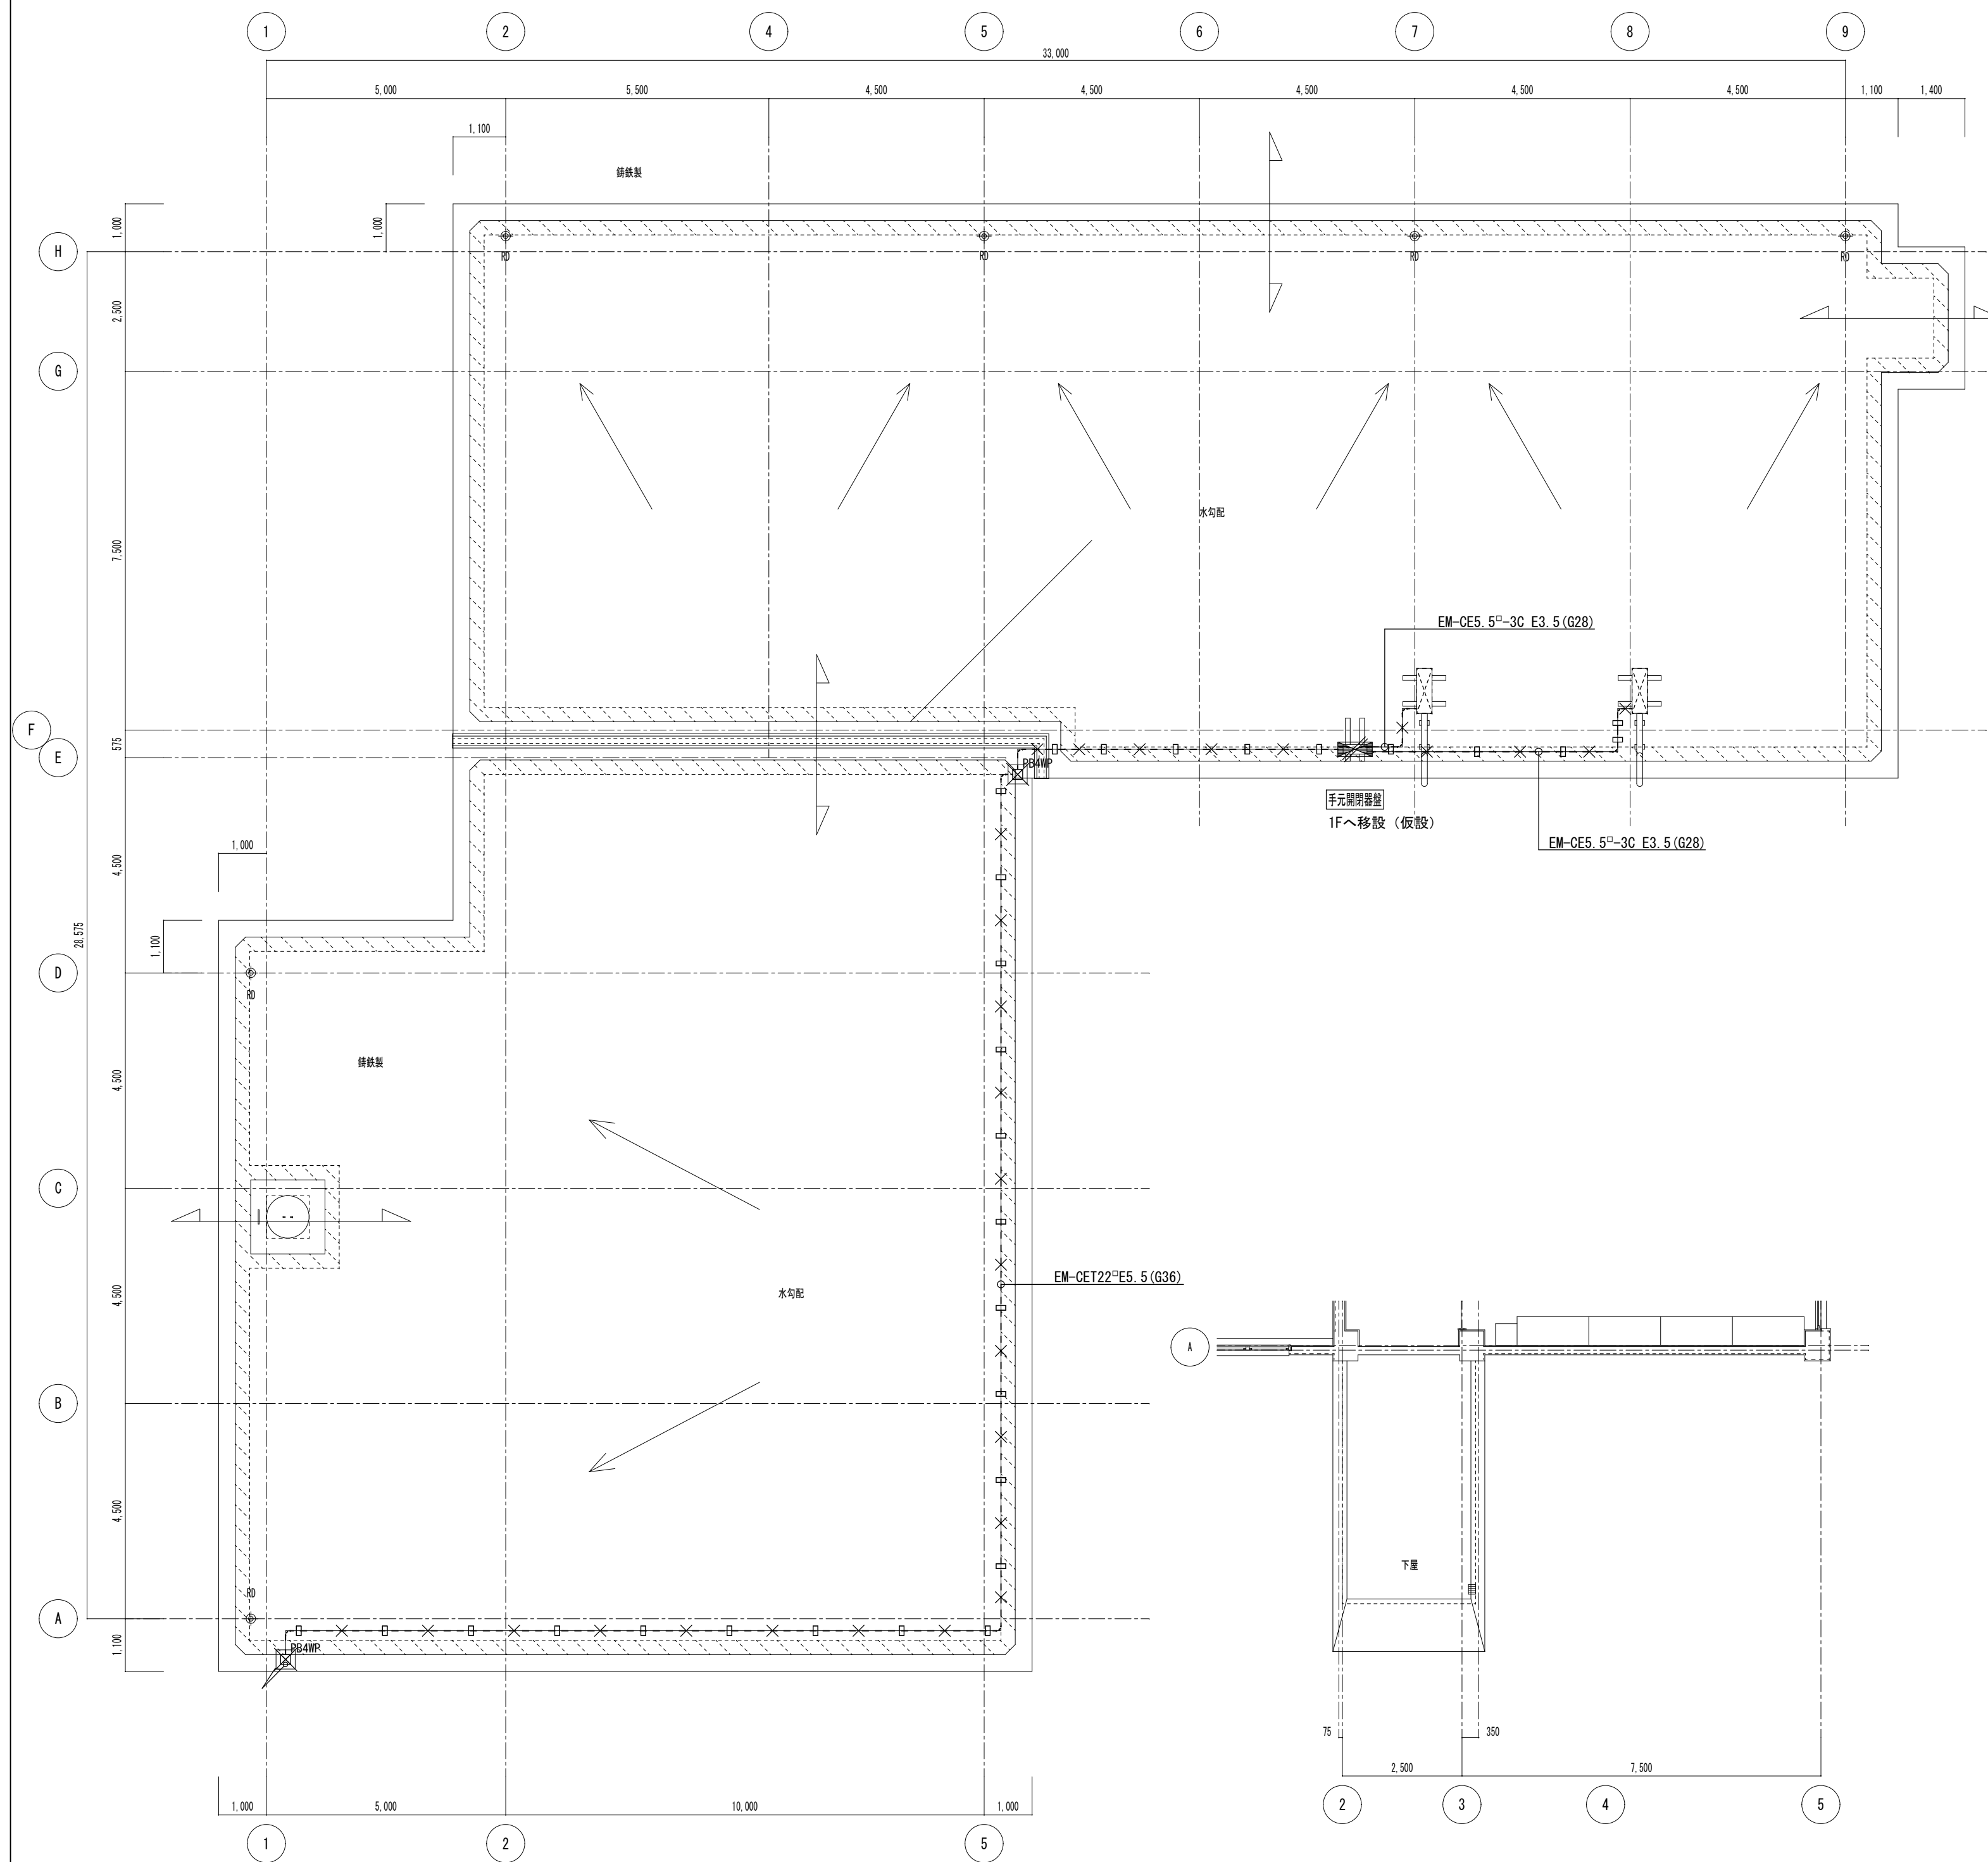 1 2 4 5 6 7 8 9
33,000
5,000 5,500 4,500 4,500 4,500 4,500 4,500 1,100 1,400
1,100
鋳鉄製
1,000
1,000
H
RD RD RD RD
2,500
G
水勾配
7,500
EM-CE5.5□-3C E3.5(G28)
F
575
E
PB4WP
手元開閉器盤
1Fへ移設（仮設）
EM-CE5.5□-3C E3.5(G28)
1,000
4,500
28,575
1,100
D
RD
鋳鉄製
4,500
C
EM-CET22□E5.5(G36)
水勾配
4,500
B
4,500
RD
A
PB4WP
1,100
1,000 5,000 10,000 1,000
1 2 5
A
下屋
75 350
2,500 7,500
2 3 4 5